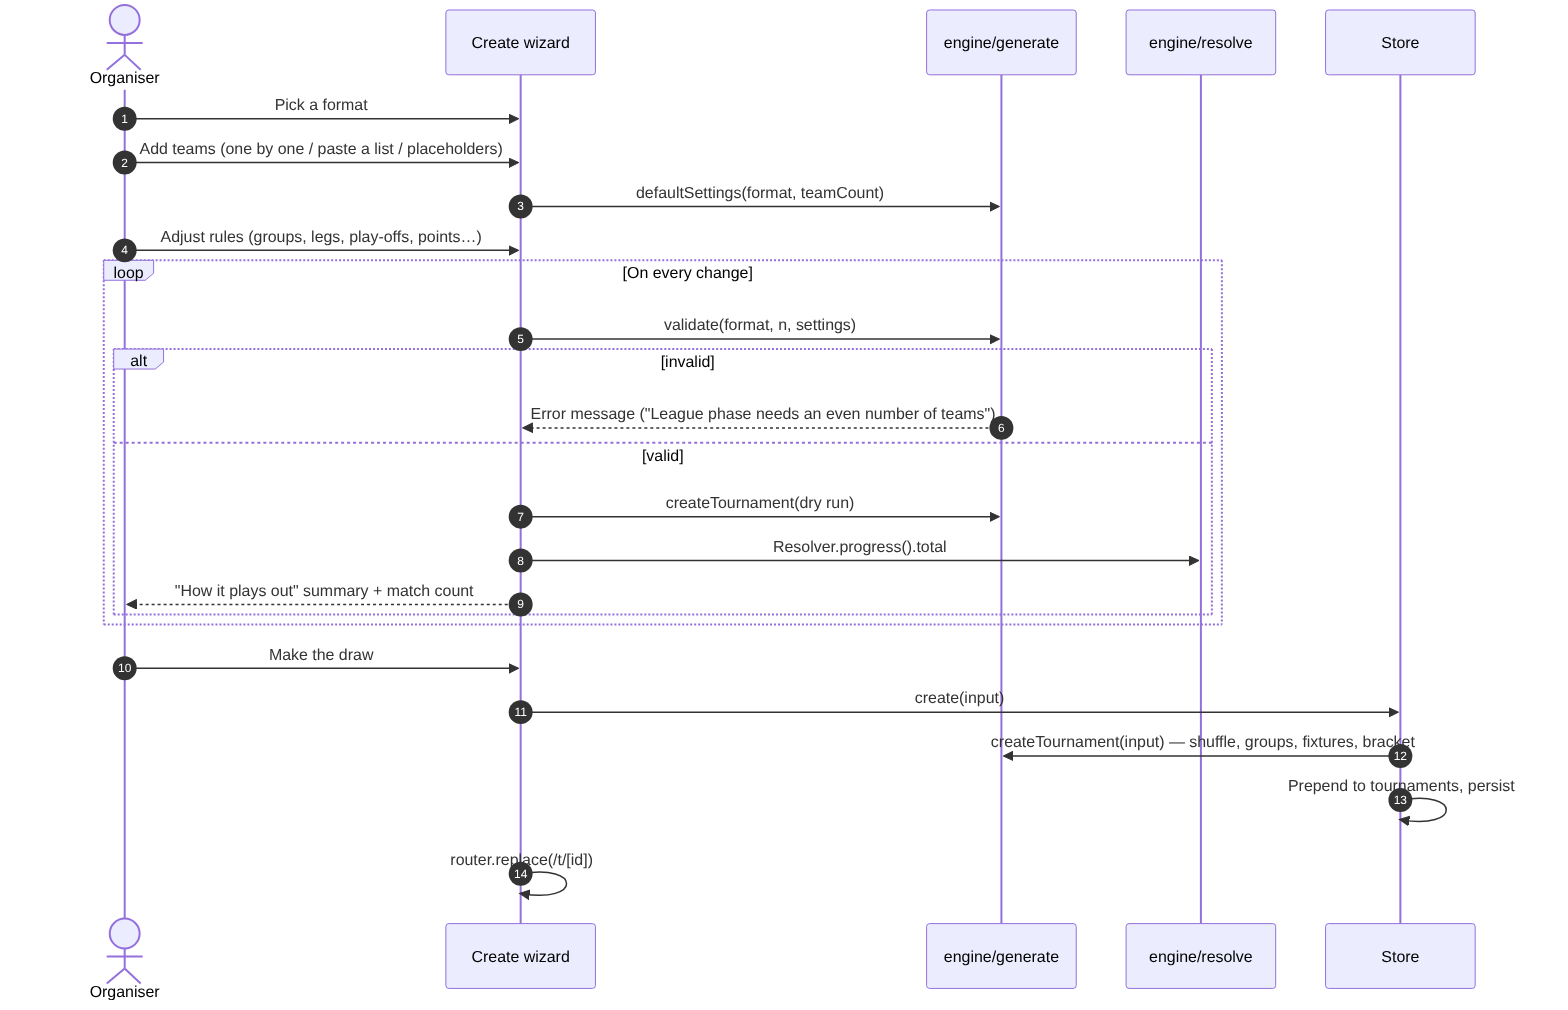 Organiser
Create wizard
engine/generate
engine/resolve
Store
1
Pick a format
2
Add teams (one by one / paste a list / placeholders)
3
defaultSettings(format, teamCount)
4
Adjust rules (groups, legs, play-offs, points…)
loop
[On every change]
5
validate(format, n, settings)
alt
[invalid]
Error message ("League phase needs an even number of teams")
6
[valid]
7
createTournament(dry run)
8
Resolver.progress().total
"How it plays out" summary + match count
9
10
Make the draw
11
create(input)
createTournament(input) — shuffle, groups, fixtures, bracket
12
Prepend to tournaments, persist
13
router.replace(/t/[id])
14
Organiser
Create wizard
engine/generate
engine/resolve
Store